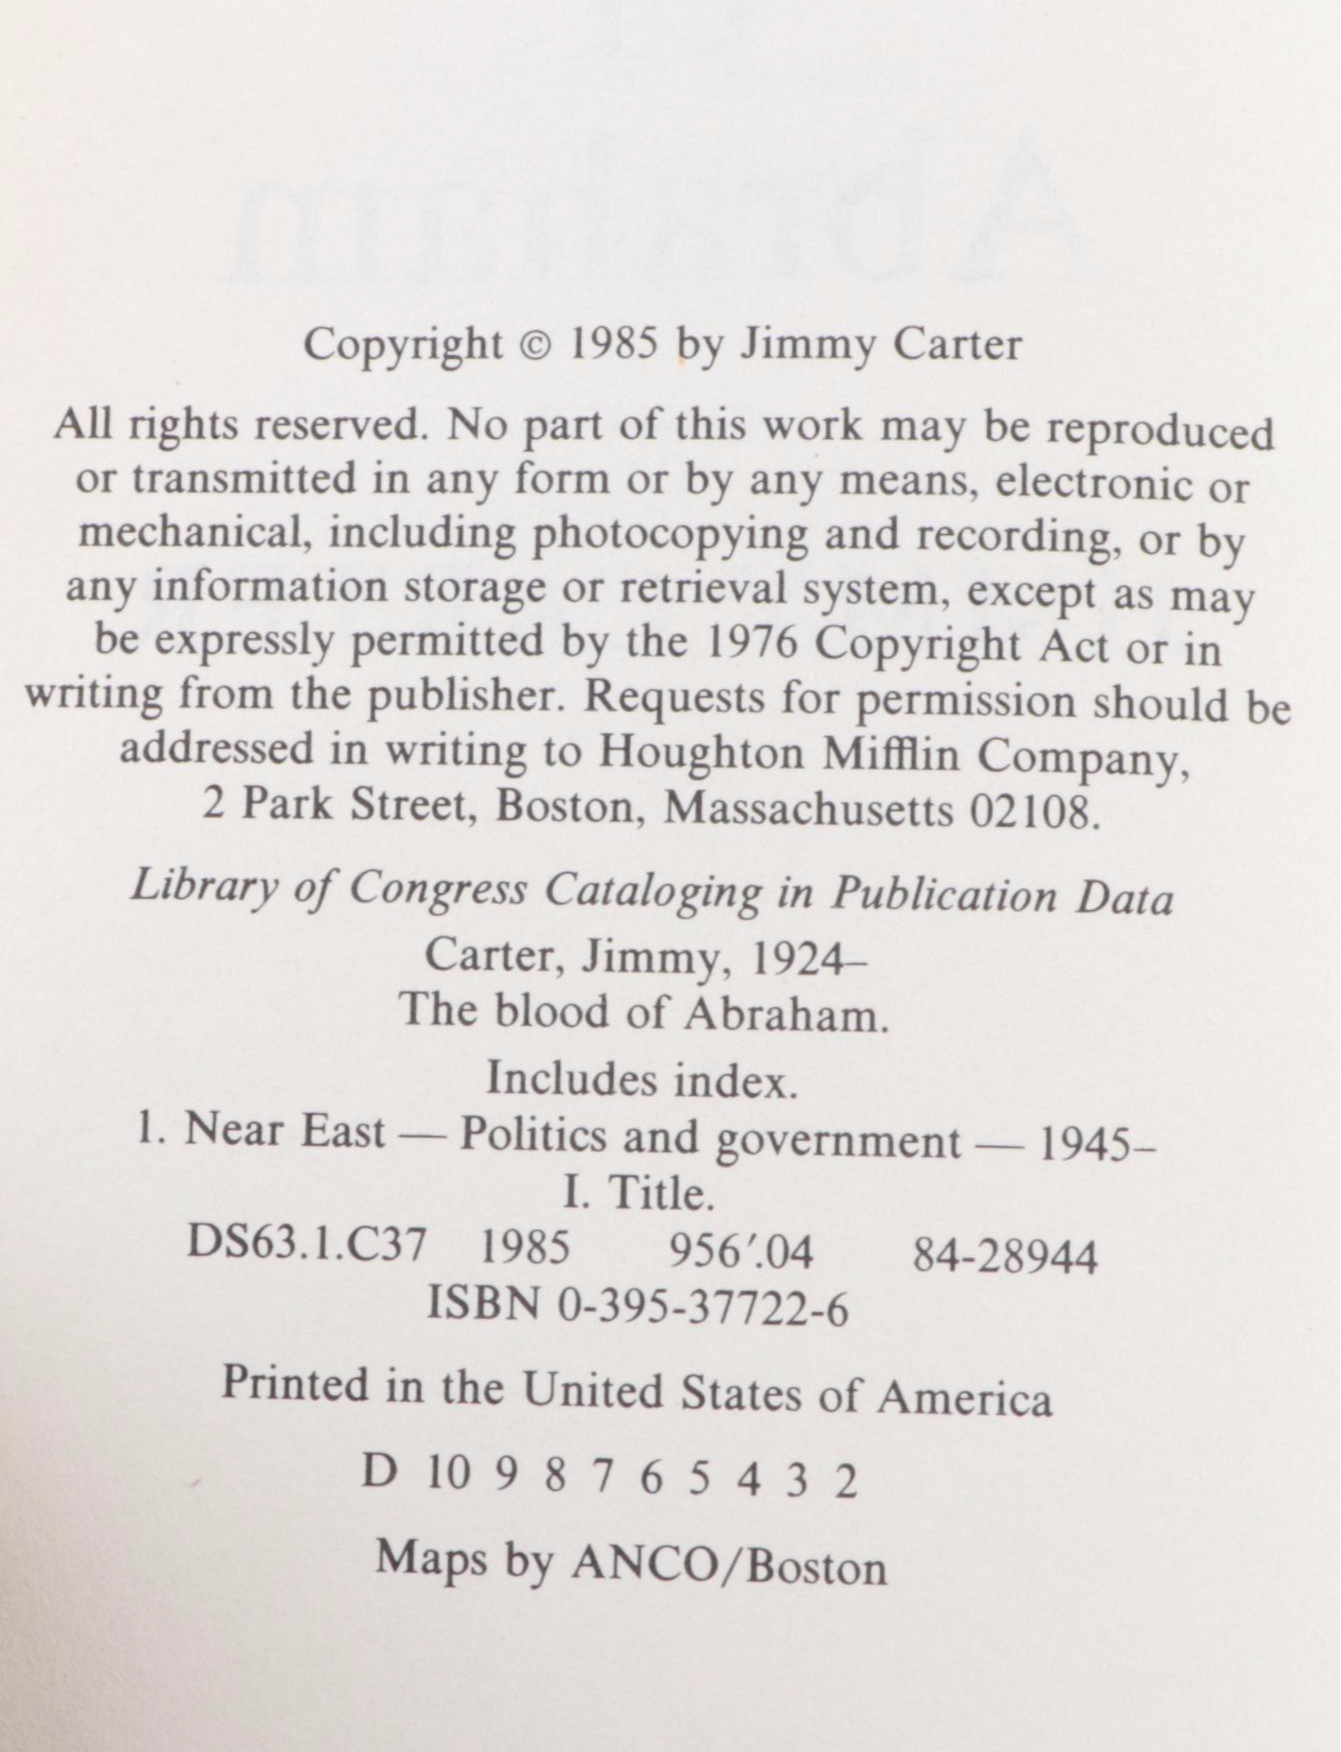 Copyright © 1985 by Jimmy Carter
All rights reserved. No part of this work may be reproduced
or transmitted in any form or by any means, electronic or
mechanical, including photocopying and recording, or by
any information storage or retrieval system, except as may
be expressly permitted by the 1976 Copyright Act or in
writing from the publisher. Requests for permission should be
addressed in writing to Houghton Mifflin Company,
2 Park Street, Boston, Massachusetts 02108.
Library of Congress Cataloging in Publication Data
Carter, Jimmy, 1924–
The blood of Abraham.
Includes index.
1. Near East — Politics and government — 1945–
I. Title.
DS63.1.C37 1985 956′.04 84-28944
ISBN 0-395-37722-6
Printed in the United States of America
D 10 9 8 7 6 5 4 3 2
Maps by ANCO/Boston